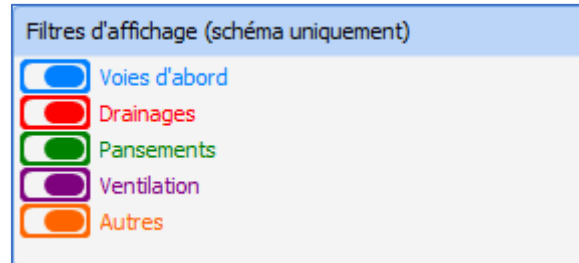 Filtres d'affichage (schéma uniquement)
Voies d'abord
Drainages
Pansements
Ventilation
Autres